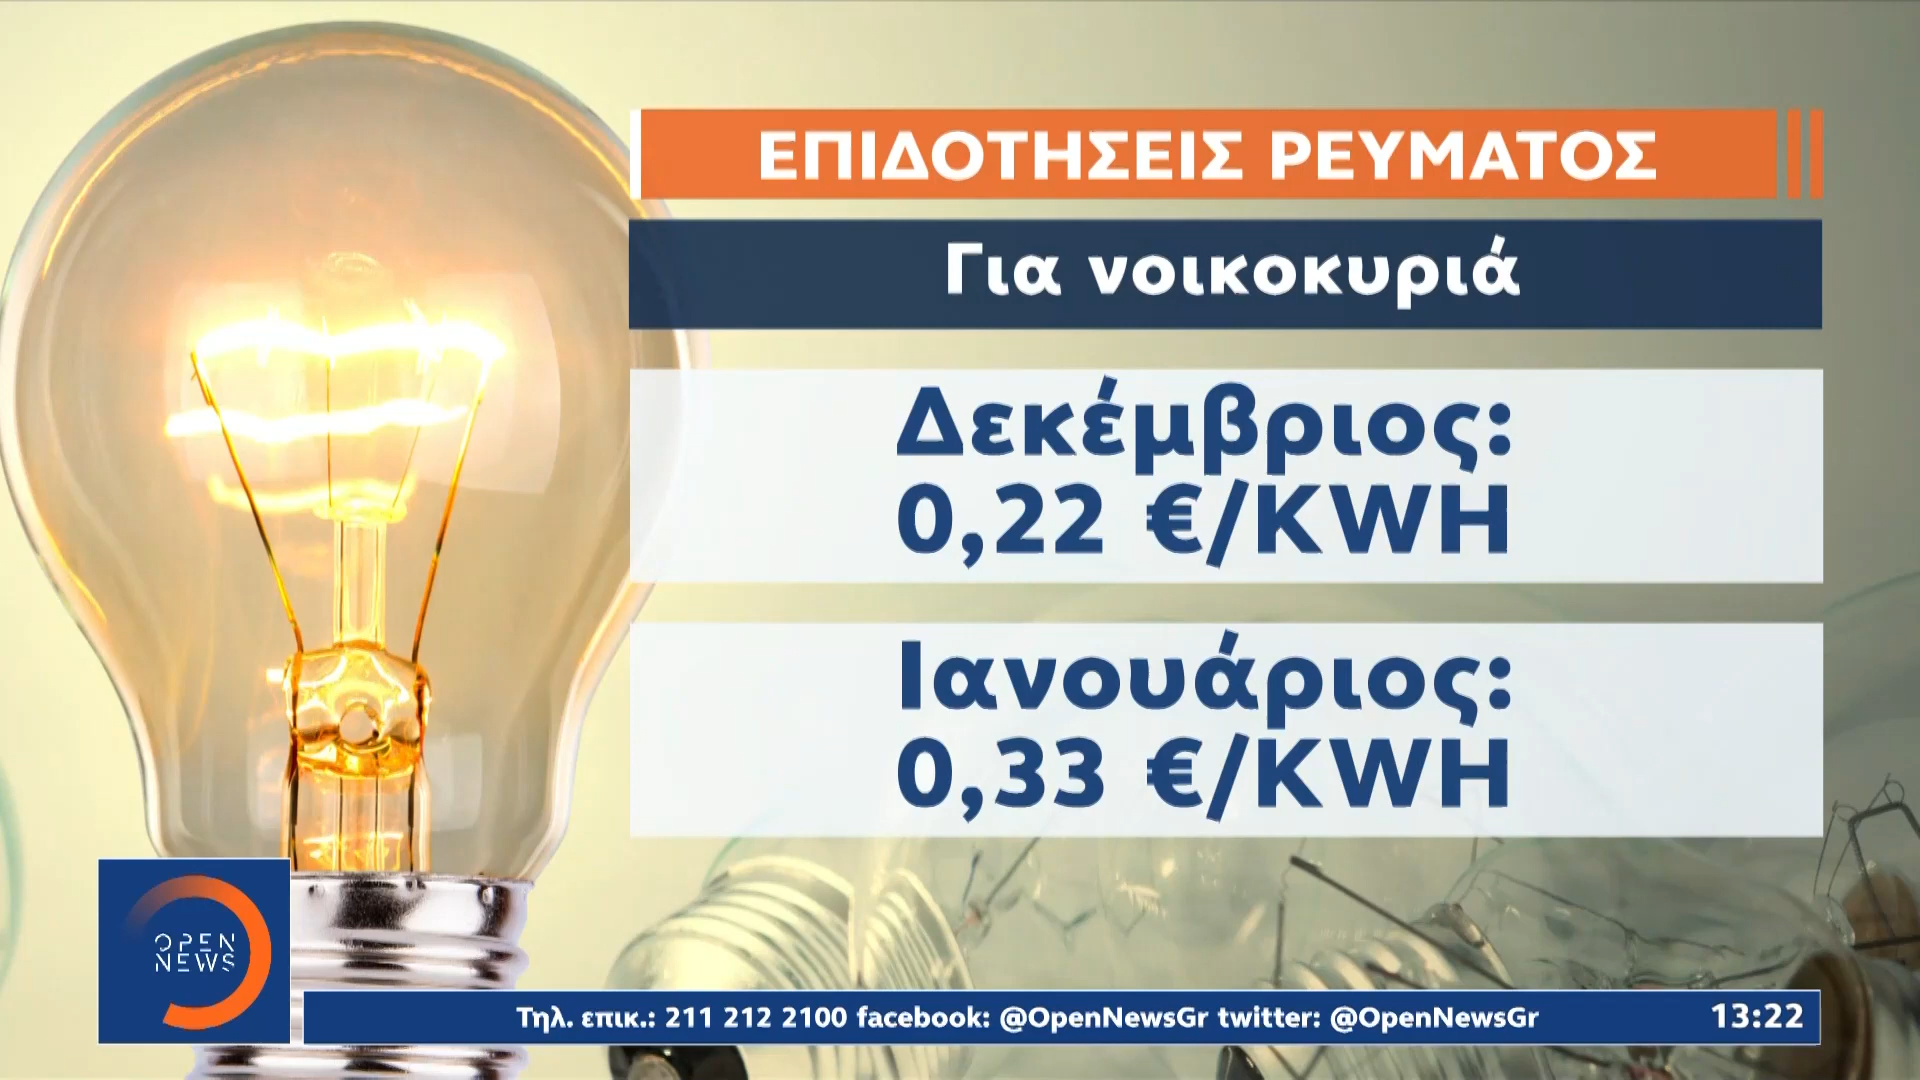 ΕΠΙΔΟΤΗΣΕΙΣ ΡΕΥΜΑΤΟΣ
Για νοικοκυριά
Δεκέμβριος:
0,22 €/KWH
Ιανουάριος:
0,33 €/KWH
OPEN
NEWS
Τηλ. επικ.: 211 212 2100 facebook: @OpenNewsGr twitter: @OpenNewsGr
13:22